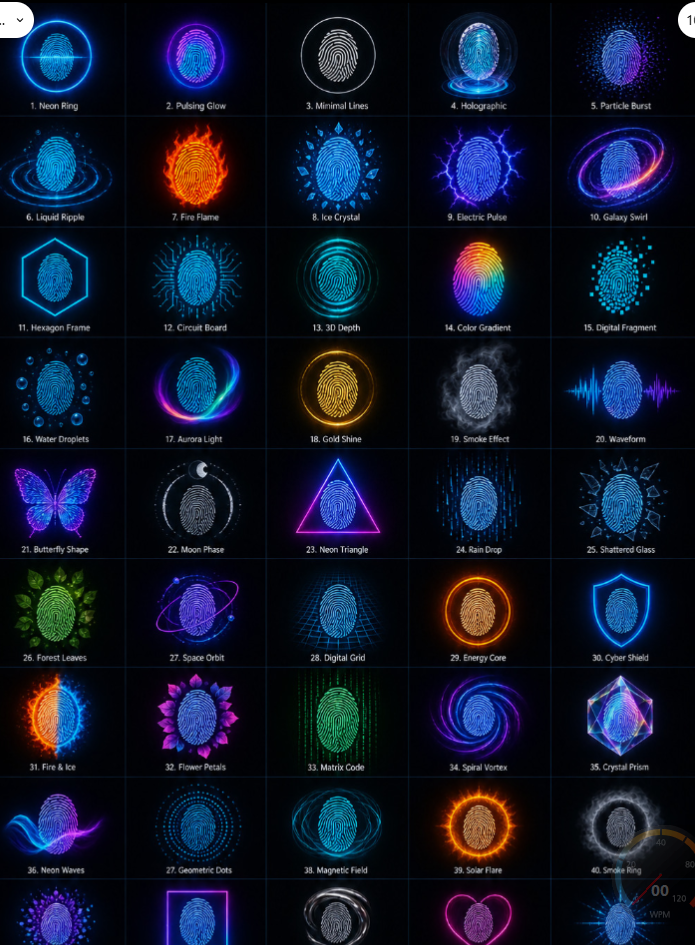 ..
10
1. Neon Ring
2. Pulsing Glow
3. Minimal Lines
4. Holographic
5. Particle Burst
6. Liquid Ripple
7. Fire Flame
8. Ice Crystal
9. Electric Pulse
10. Galaxy Swirl
11. Hexagon Frame
12. Circuit Board
13. 3D Depth
14. Color Gradient
15. Digital Fragment
16. Water Droplets
17. Aurora Light
18. Gold Shine
19. Smoke Effect
20. Waveform
21. Butterfly Shape
22. Moon Phase
23. Neon Triangle
24. Rain Drop
25. Shattered Glass
26. Forest Leaves
27. Space Orbit
28. Digital Grid
29. Energy Core
30. Cyber Shield
31. Fire & Ice
32. Flower Petals
33. Matrix Code
34. Spiral Vortex
35. Crystal Prism
36. Neon Waves
27. Geometric Dots
38. Magnetic Field
39. Solar Flare
40. Smoke Ring
40
80
00
120
WPM